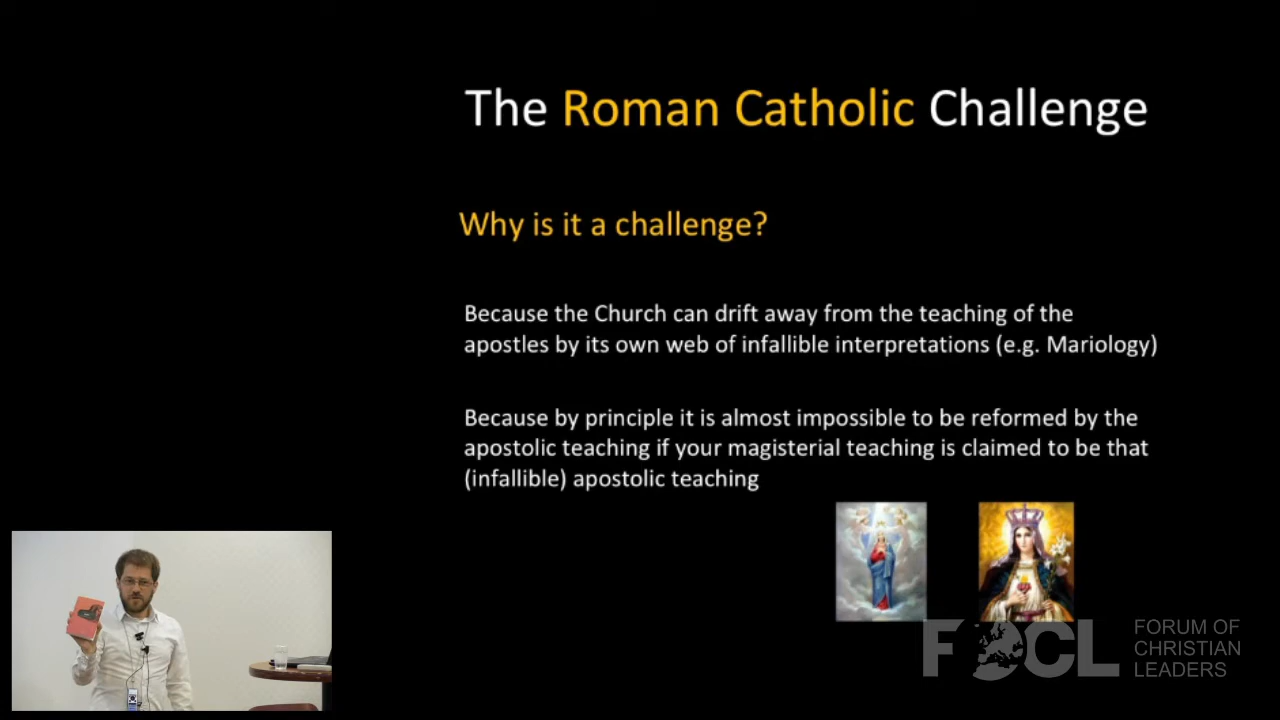 The Roman Catholic Challenge
Why is it a challenge?
Because the Church can drift away from the teaching of the
apostles by its own web of infallible interpretations (e.g. Mariology)
Because by principle it is almost impossible to be reformed by the
apostolic teaching if your magisterial teaching is claimed to be that
(infallible) apostolic teaching
FOCL
FORUM OF
CHRISTIAN
LEADERS